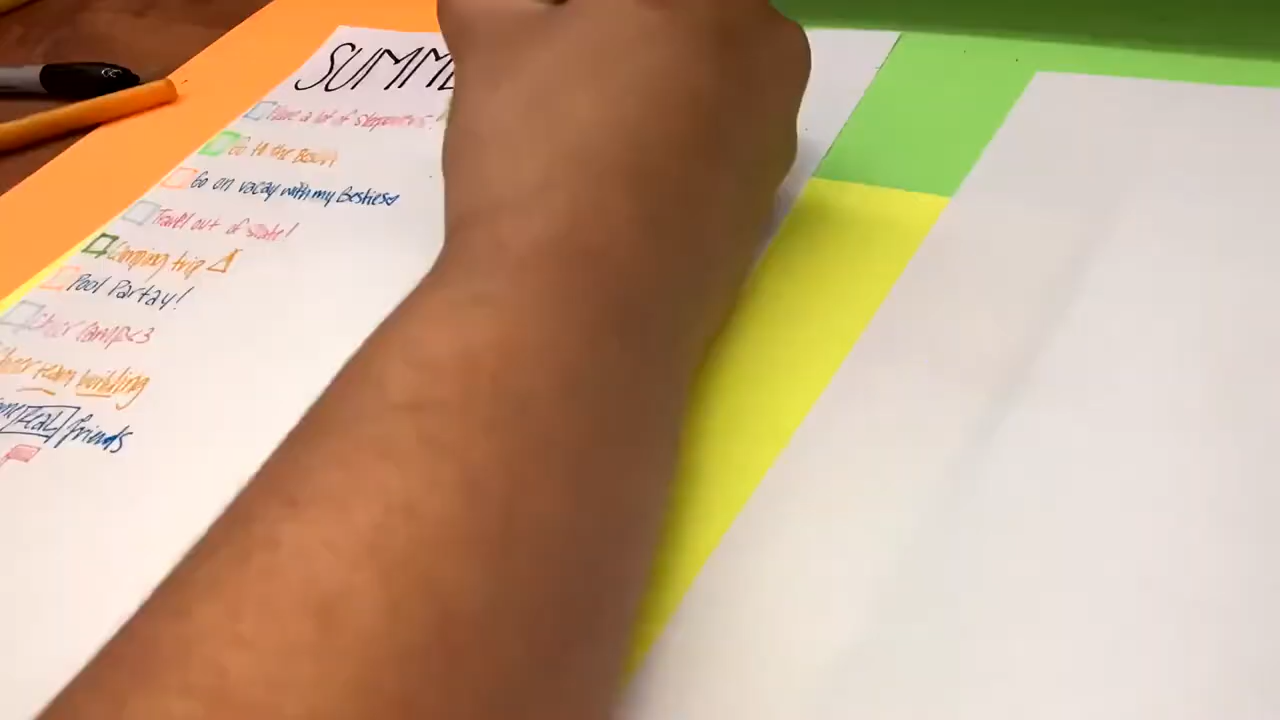 SUMME
Have a lot of sleepovers!
Go to the Beach
Go on vacay with my Besties
Travel out of state!
Camping trip
Pool Partay!
Cheer camp<3
Cheer team building
Real friends